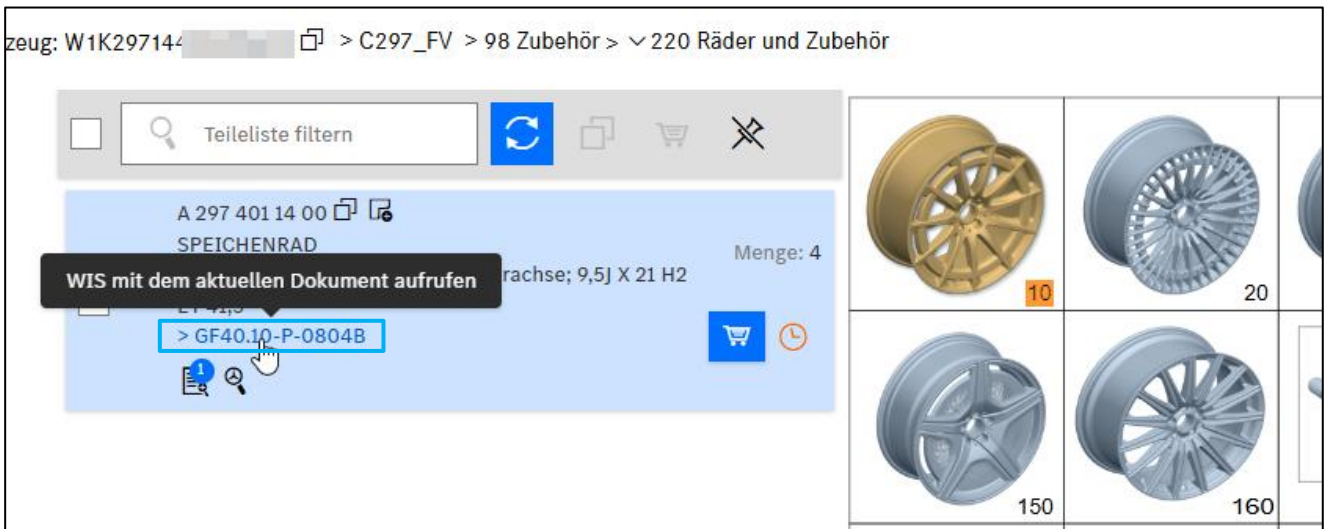 zeug: W1K297144 > C297_FV > 98 Zubehör > 220 Räder und Zubehör
Teileliste filtern
A 297 401 14 00
SPEICHENRAD
Menge: 4
WIS mit dem aktuellen Dokument aufrufen
rachse; 9,5J X 21 H2
> GF40.10-P-0804B
1
10
20
150
160